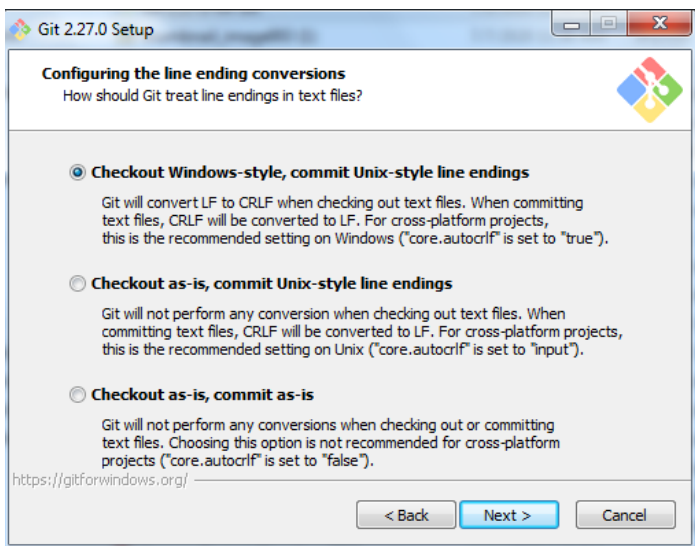 Git 2.27.0 Setup
Configuring the line ending conversions
How should Git treat line endings in text files?
Checkout Windows-style, commit Unix-style line endings
Git will convert LF to CRLF when checking out text files. When committing
text files, CRLF will be converted to LF. For cross-platform projects,
this is the recommended setting on Windows ("core.autocrlf" is set to "true").
Checkout as-is, commit Unix-style line endings
Git will not perform any conversion when checking out text files. When
committing text files, CRLF will be converted to LF. For cross-platform projects,
this is the recommended setting on Unix ("core.autocrlf" is set to "input").
Checkout as-is, commit as-is
Git will not perform any conversions when checking out or committing
text files. Choosing this option is not recommended for cross-platform
projects ("core.autocrlf" is set to "false").
https://gitforwindows.org/
< Back Next > Cancel